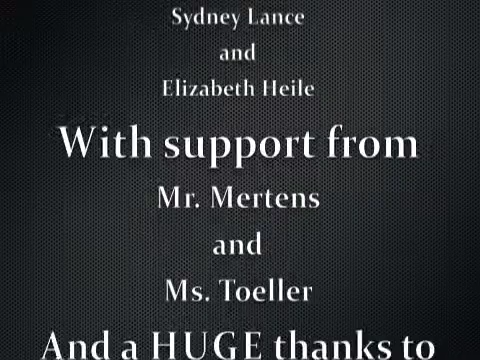 Sydney Lance
and
Elizabeth Heile
With support from
Mr. Mertens
and
Ms. Toeller
And a HUGE thanks to